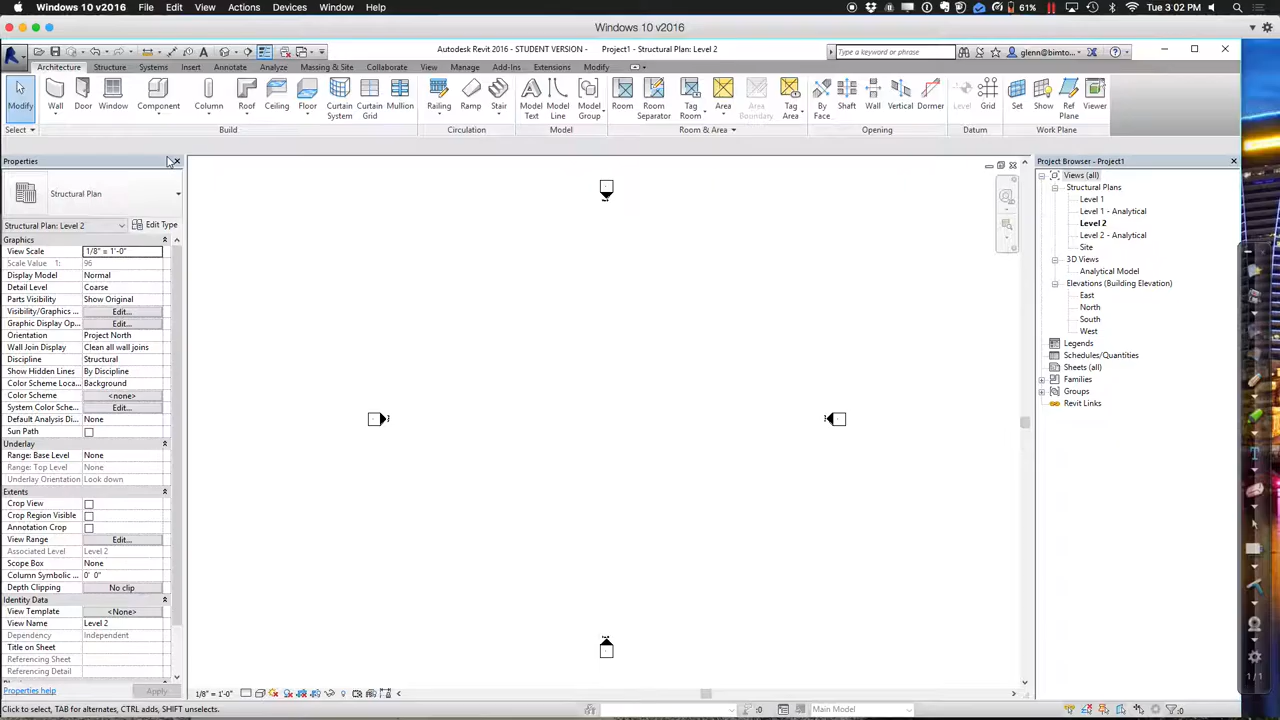 Windows 10 v2016 File Edit View Actions Devices Window Help 61% Tue 3:02 PM
Windows 10 v2016
Autodesk Revit 2016 - STUDENT VERSION - Project1 - Structural Plan: Level 2 Type a keyword or phrase glenn@bimto...
Architecture Structure Systems Insert Annotate Analyze Massing & Site Collaborate View Manage Add-Ins Extensions Modify
Modify Wall Door Window Component Column Roof Ceiling Floor Curtain System Curtain Grid Mullion Railing Ramp Stair Model Text Model Line Model Group Room Room Separator Tag Room Area Area Boundary Tag Area By Face Shaft Wall Vertical Dormer Level Grid Set Show Ref Plane Viewer
Select Build Circulation Model Room & Area Opening Datum Work Plane
Properties
Structural Plan
Structural Plan: Level 2 Edit Type
Graphics
View Scale 1/8" = 1'-0"
Scale Value 1: 96
Display Model Normal
Detail Level Coarse
Parts Visibility Show Original
Visibility/Graphics ... Edit...
Graphic Display Op... Edit...
Orientation Project North
Wall Join Display Clean all wall joins
Discipline Structural
Show Hidden Lines By Discipline
Color Scheme Loca... Background
Color Scheme <none>
System Color Sche... Edit...
Default Analysis Di... None
Sun Path
Underlay
Range: Base Level None
Range: Top Level None
Underlay Orientation Look down
Extents
Crop View
Crop Region Visible
Annotation Crop
View Range Edit...
Associated Level Level 2
Scope Box None
Column Symbolic ... 0' 0"
Depth Clipping No clip
Identity Data
View Template <None>
View Name Level 2
Dependency Independent
Title on Sheet
Referencing Sheet
Referencing Detail
Properties help Apply
1/8" = 1'-0"
Click to select, TAB for alternates, CTRL adds, SHIFT unselects. :0 Main Model :0
Project Browser - Project1
Views (all)
Structural Plans
Level 1
Level 1 - Analytical
Level 2
Level 2 - Analytical
Site
3D Views
Analytical Model
Elevations (Building Elevation)
East
North
South
West
Legends
Schedules/Quantities
Sheets (all)
Families
Groups
Revit Links
1/1